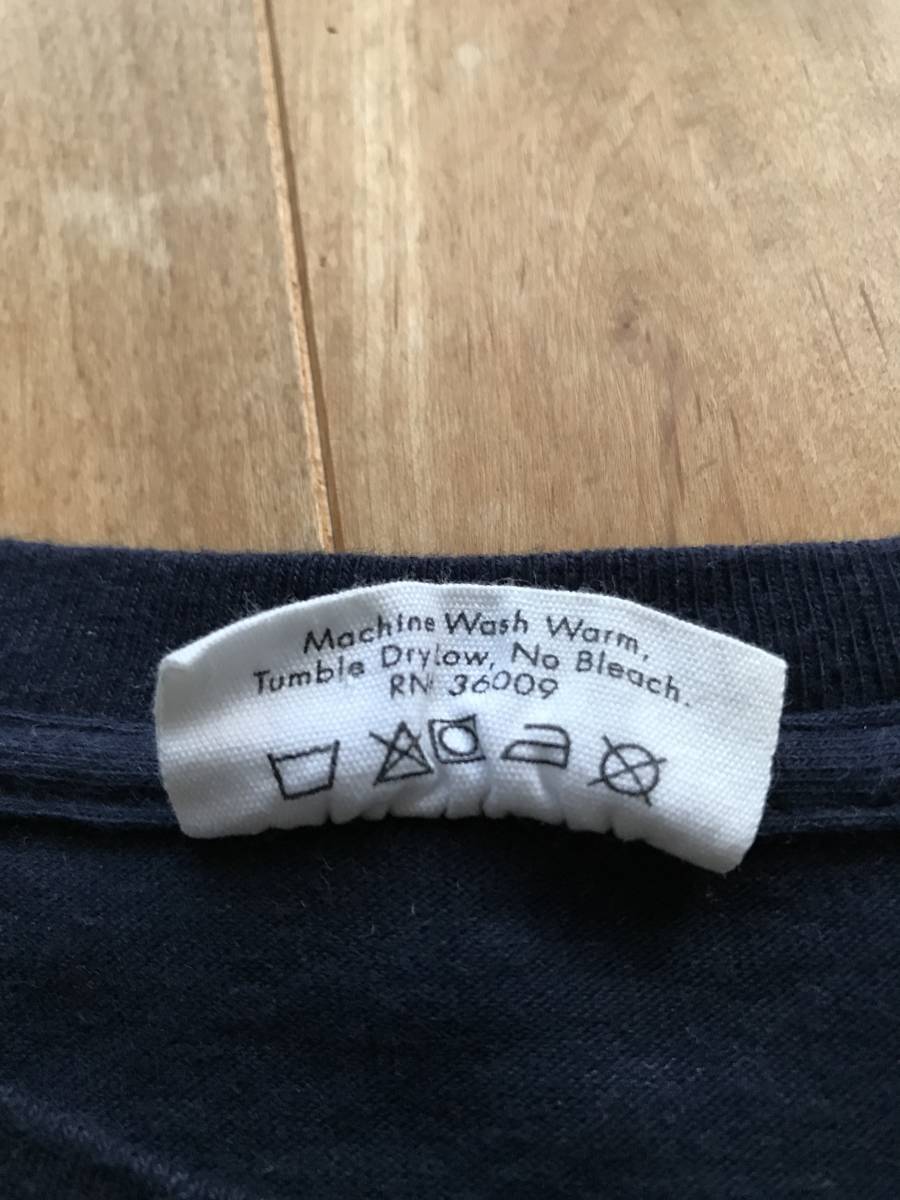 Machine Wash Warm,
Tumble Dry Low, No Bleach.
RN 36009